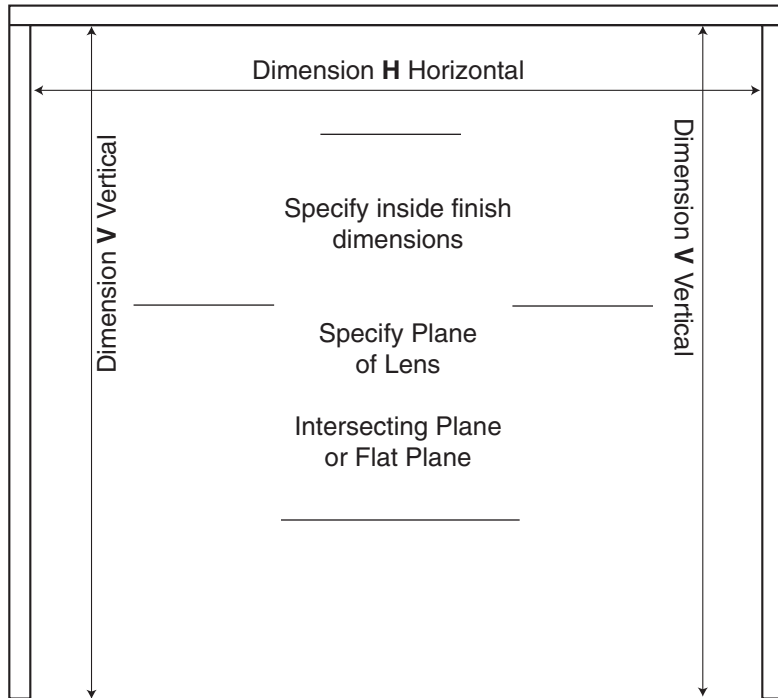 Dimension H Horizontal
Dimension V Vertical
Dimension V Vertical
Specify inside finish
dimensions
Specify Plane
of Lens
Intersecting Plane
or Flat Plane